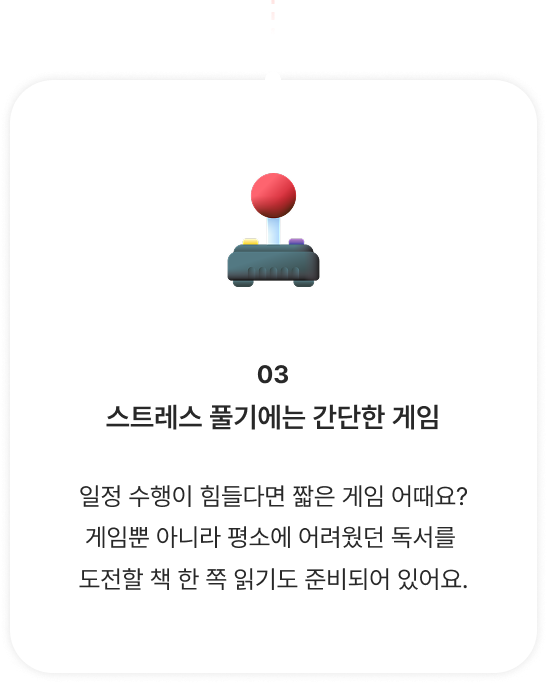 03
스트레스 풀기에는 간단한 게임
일정 수행이 힘들다면 짧은 게임 어때요?
게임뿐 아니라 평소에 어려웠던 독서를
도전할 책 한 쪽 읽기도 준비되어 있어요.